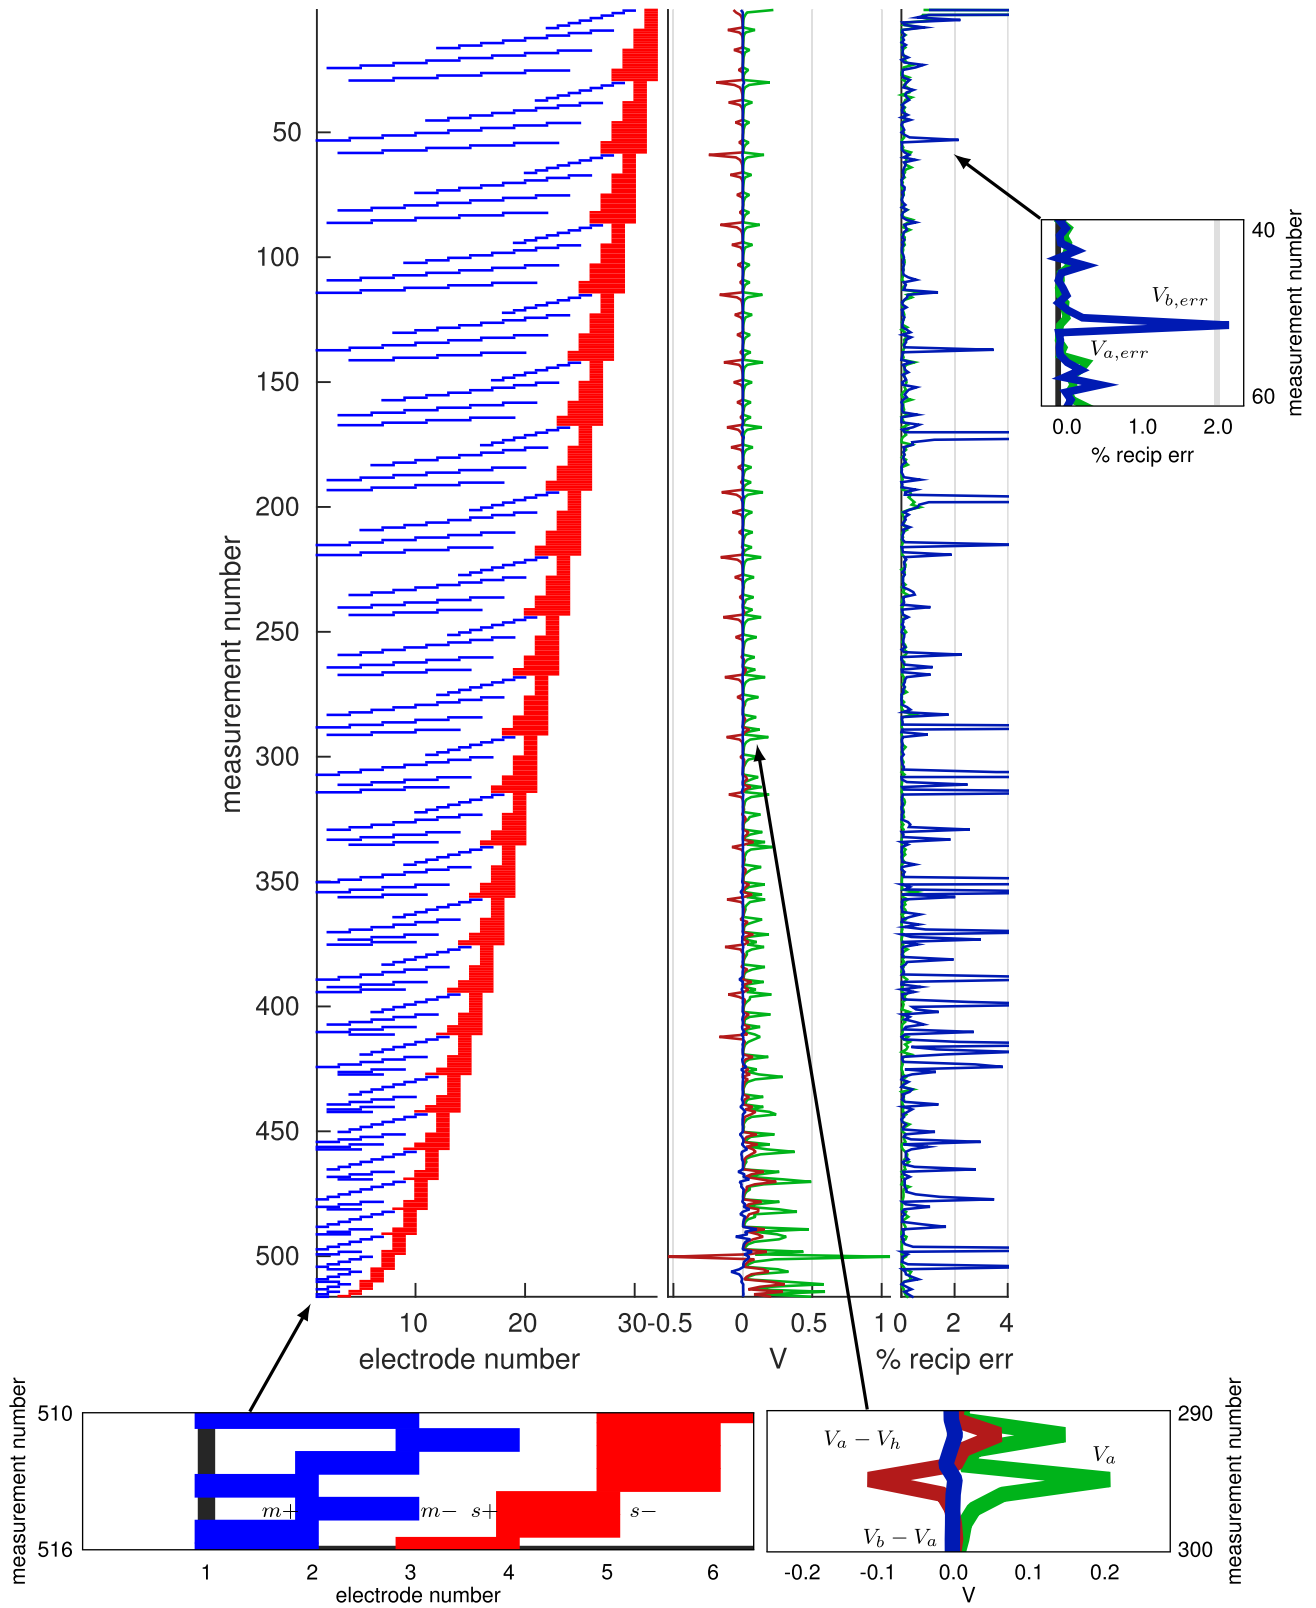 50
100
150
200
250
300
350
400
450
500
measurement number
10
20
30
electrode number
-0.5
0
0.5
1
V
0
2
4
% recip err
40
60
measurement number
V_{b,err}
V_{a,err}
0.0
1.0
2.0
% recip err
510
516
measurement number
m+
m−
s+
s−
1
2
3
4
5
6
electrode number
290
300
measurement number
V_a − V_h
V_a
V_b − V_a
-0.2
-0.1
0.0
0.1
0.2
V